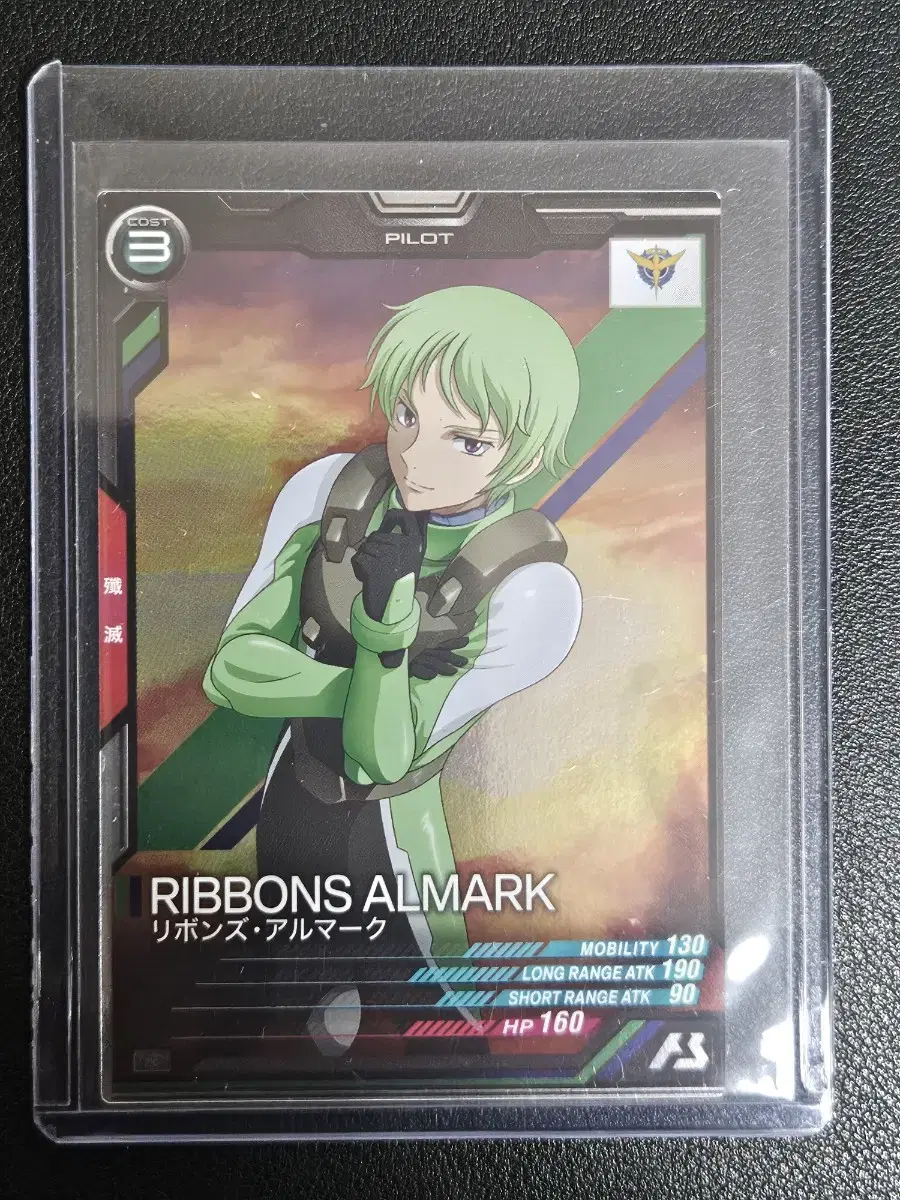 COST
3
PILOT
殲滅
RIBBONS ALMARK
リボンズ・アルマーク
MOBILITY 130
LONG RANGE ATK 190
SHORT RANGE ATK 90
HP 160